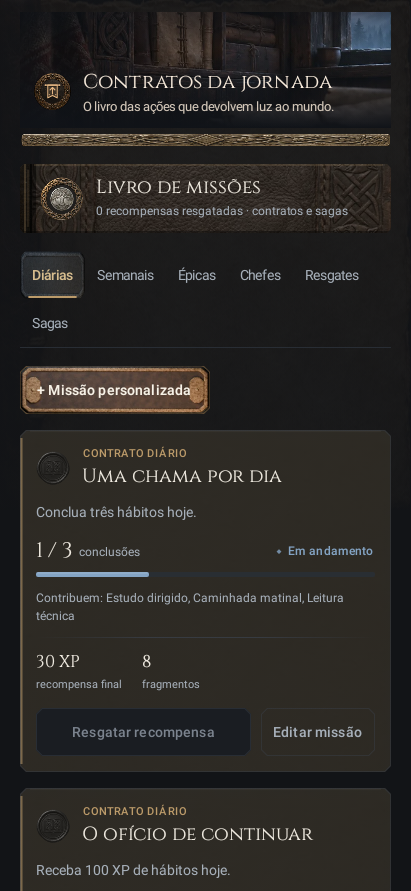 Contratos da jornada
O livro das ações que devolvem luz ao mundo.
Livro de missões
0 recompensas resgatadas · contratos e sagas
Diárias Semanais Épicas Chefes Resgates
Sagas
+ Missão personalizada
CONTRATO DIÁRIO
Uma chama por dia
Conclua três hábitos hoje.
1 / 3 conclusões Em andamento
Contribuem: Estudo dirigido, Caminhada matinal, Leitura
técnica
30 XP 8
recompensa final fragmentos
Resgatar recompensa Editar missão
CONTRATO DIÁRIO
O ofício de continuar
Receba 100 XP de hábitos hoje.